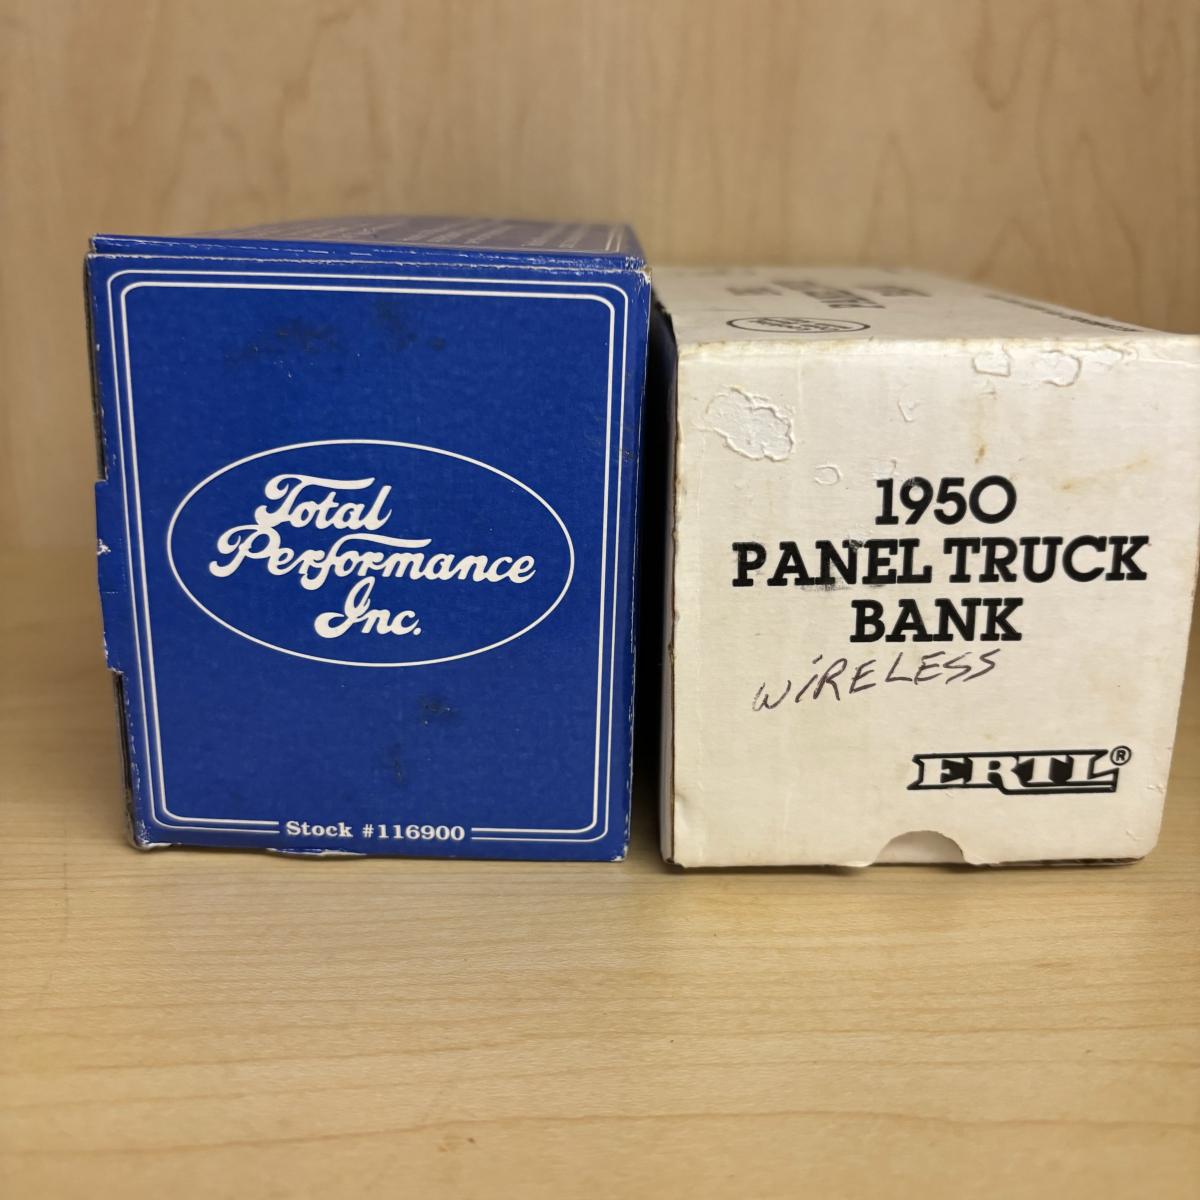 Total
Performance
Inc.
Stock #116900
1950
PANEL TRUCK
BANK
WIRELESS
ERTL®